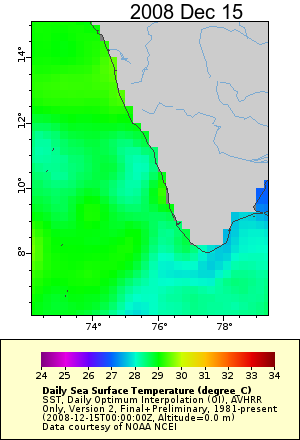 2008 Dec 15
14°
12°
10°
8°
74° 76° 78°
24 25 26 27 28 29 30 31 32 33 34
Daily Sea Surface Temperature (degree_C)
SST, Daily Optimum Interpolation (OI), AVHRR
Only, Version 2, Final+Preliminary, 1981-present
(2008-12-15T00:00:00Z, Altitude=0.0 m)
Data courtesy of NOAA NCEI